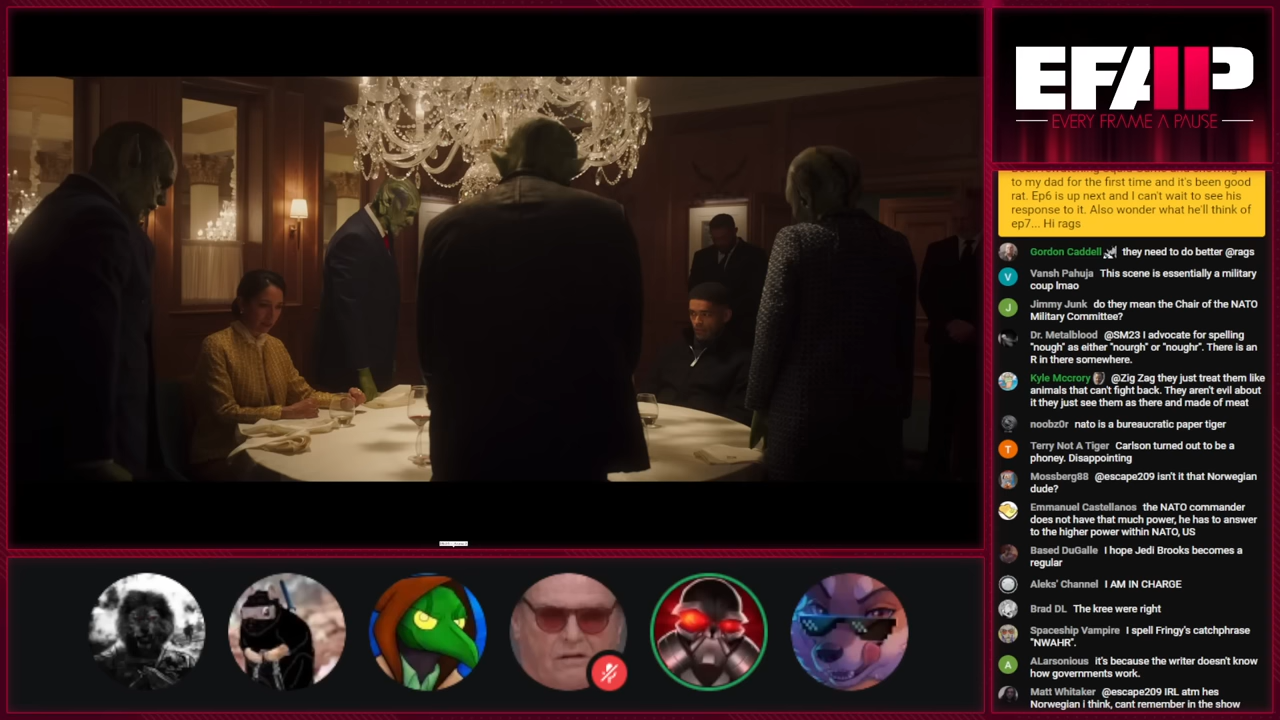 EFAP
EVERY FRAME A PAUSE
to my dad for the first time and it's been good
rat. Ep6 is up next and I can't wait to see his
response to it. Also wonder what he'll think of
ep7... Hi rags
Gordon Caddell they need to do better @rags
V
Vansh Pahuja This scene is essentially a military
coup lmao
J
Jimmy Junk do they mean the Chair of the NATO
Military Committee?
Dr. Metalblood @SM23 I advocate for spelling
"nough" as either "nourgh" or "noughr". There is an
R in there somewhere.
Kyle Mccrory @Zig Zag they just treat them like
animals that can't fight back. They aren't evil about
it they just see them as there and made of meat
noobz0r nato is a bureaucratic paper tiger
T
Terry Not A Tiger Carlson turned out to be a
phoney. Disappointing
Mossberg88 @escape209 isn't it that Norwegian
dude?
Emmanuel Castellanos the NATO commander
does not have that much power, he has to answer
to the higher power within NATO, US
Based DuGalle I hope Jedi Brooks becomes a
regular
Aleks' Channel I AM IN CHARGE
Brad DL The kree were right
Spaceship Vampire I spell Fringy's catchphrase
"NWAHR".
A
ALarsonious it's because the writer doesn't know
how governments work.
Matt Whitaker @escape209 IRL atm hes
Norwegian i think, cant remember in the show